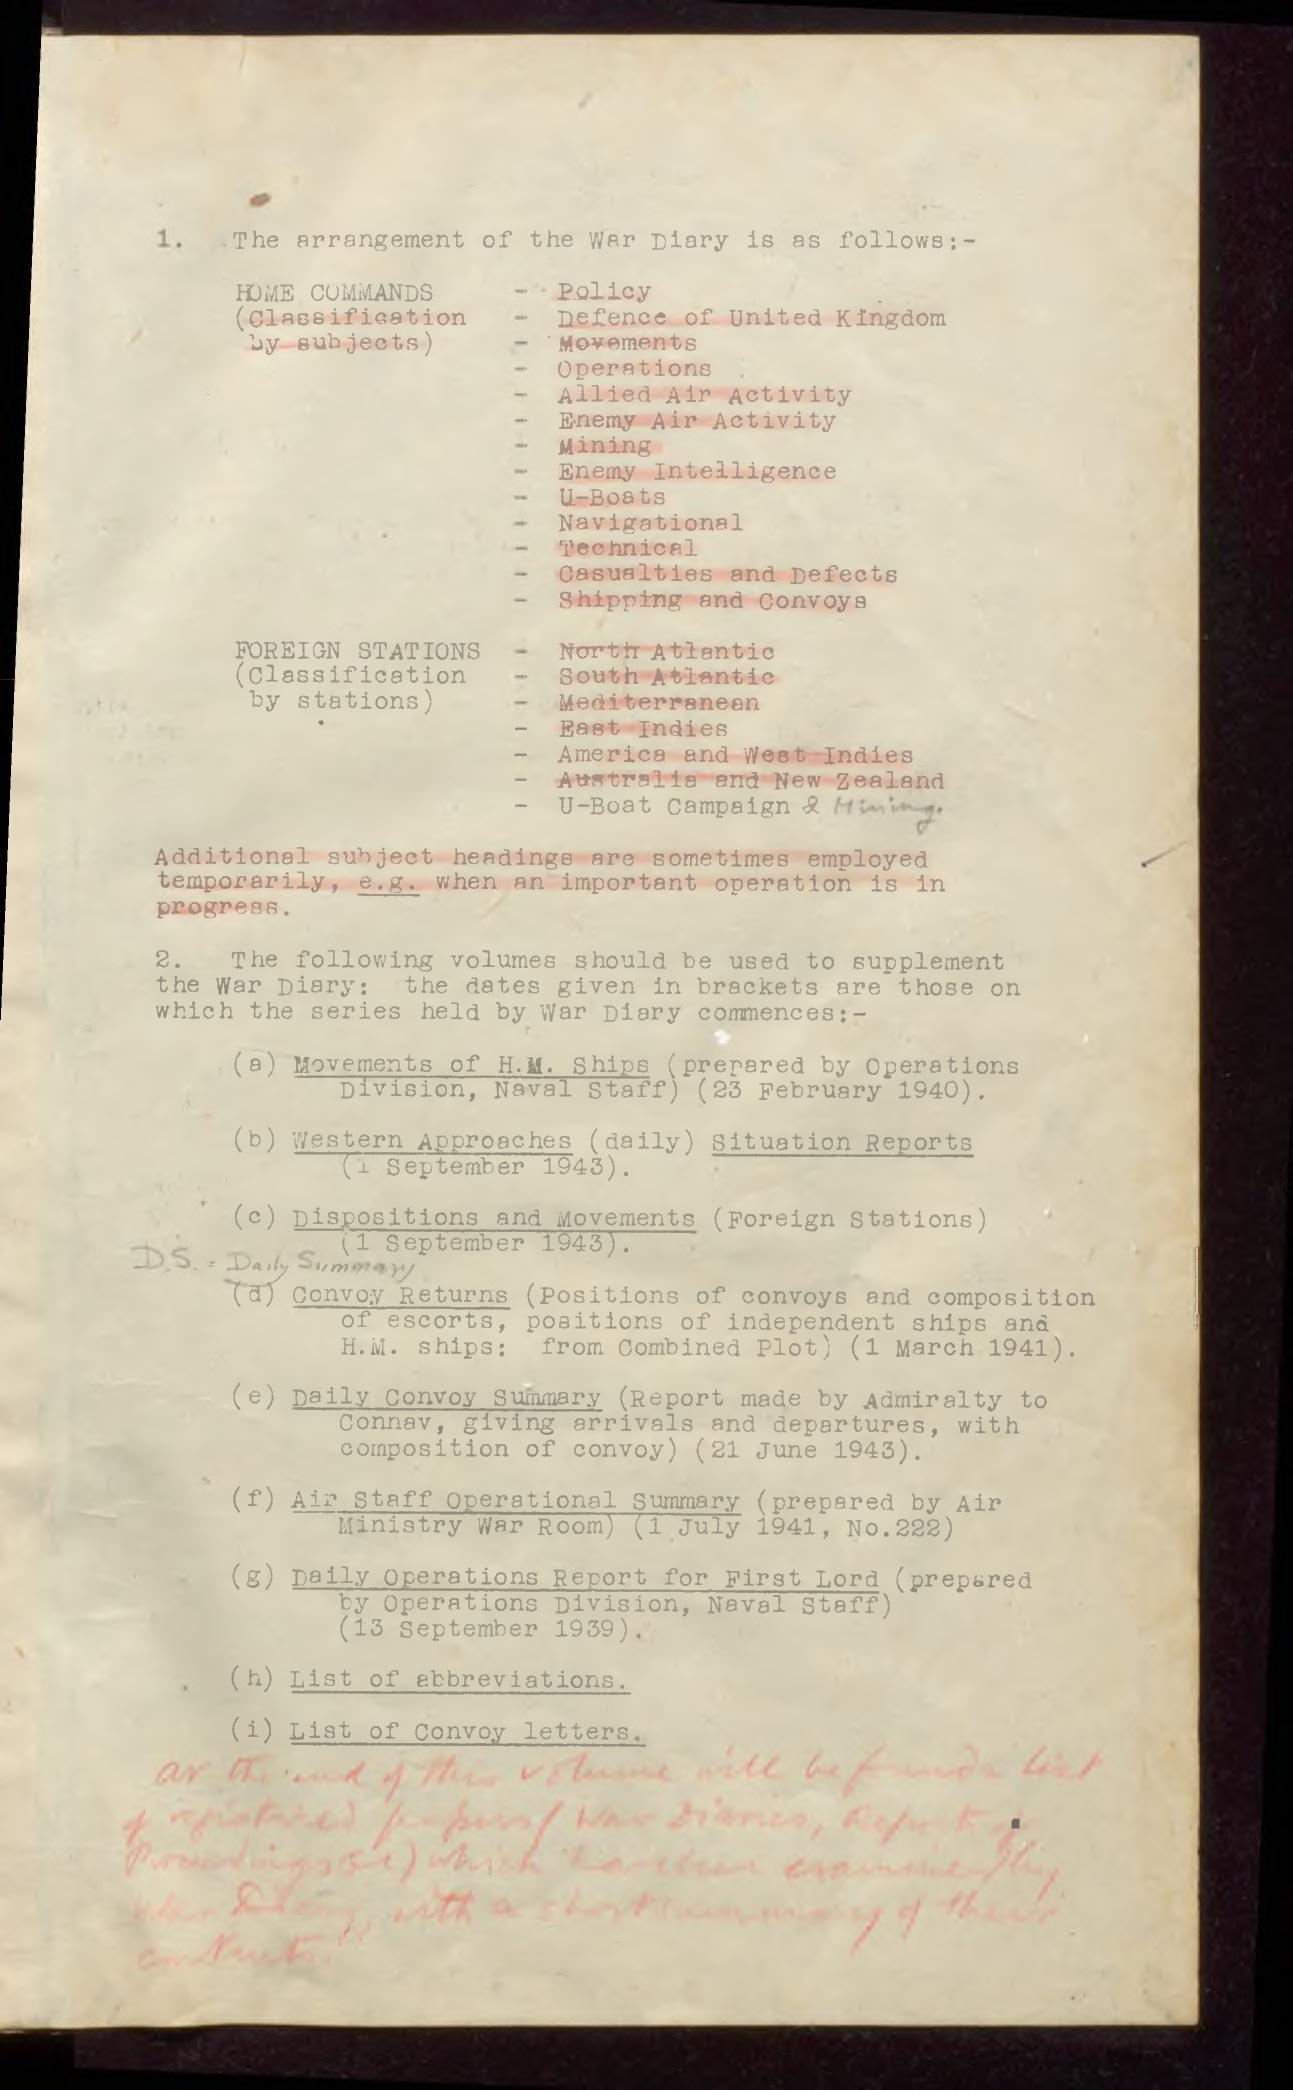 1. The arrangement of the War Diary is as follows:-
HOME COMMANDS - Policy
(Classification - Defence of United Kingdom
by subjects) - Movements
- Operations
- Allied Air Activity
- Enemy Air Activity
- Mining
- Enemy Intelligence
- U-Boats
- Navigational
- Technical
- Casualties and Defects
- Shipping and Convoys
FOREIGN STATIONS - North Atlantic
(Classification - South Atlantic
by stations) - Mediterranean
- East Indies
- America and West Indies
- Australia and New Zealand
- U-Boat Campaign & Mining.
Additional subject headings are sometimes employed
temporarily, e.g. when an important operation is in
progress.
2. The following volumes should be used to supplement
the War Diary: the dates given in brackets are those on
which the series held by War Diary commences:-
(a) Movements of H.M. Ships (prepared by Operations
Division, Naval Staff) (23 February 1940).
(b) Western Approaches (daily) Situation Reports
(1 September 1943).
(c) Dispositions and Movements (Foreign Stations)
(1 September 1943).
D.S. = Daily Summary
(d) Convoy Returns (Positions of convoys and composition
of escorts, positions of independent ships and
H.M. ships: from Combined Plot) (1 March 1941).
(e) Daily Convoy Summary (Report made by Admiralty to
Connav, giving arrivals and departures, with
composition of convoy) (21 June 1943).
(f) Air Staff Operational Summary (prepared by Air
Ministry War Room) (1 July 1941, No.222)
(g) Daily Operations Report for First Lord (prepared
by Operations Division, Naval Staff)
(13 September 1939).
(h) List of abbreviations.
(i) List of Convoy letters.
At the end of this volume will be found a list
of registered papers (War Diaries, Reports of
Proceedings etc) which have been examined by
War Diary, with a short summary of their
contents.